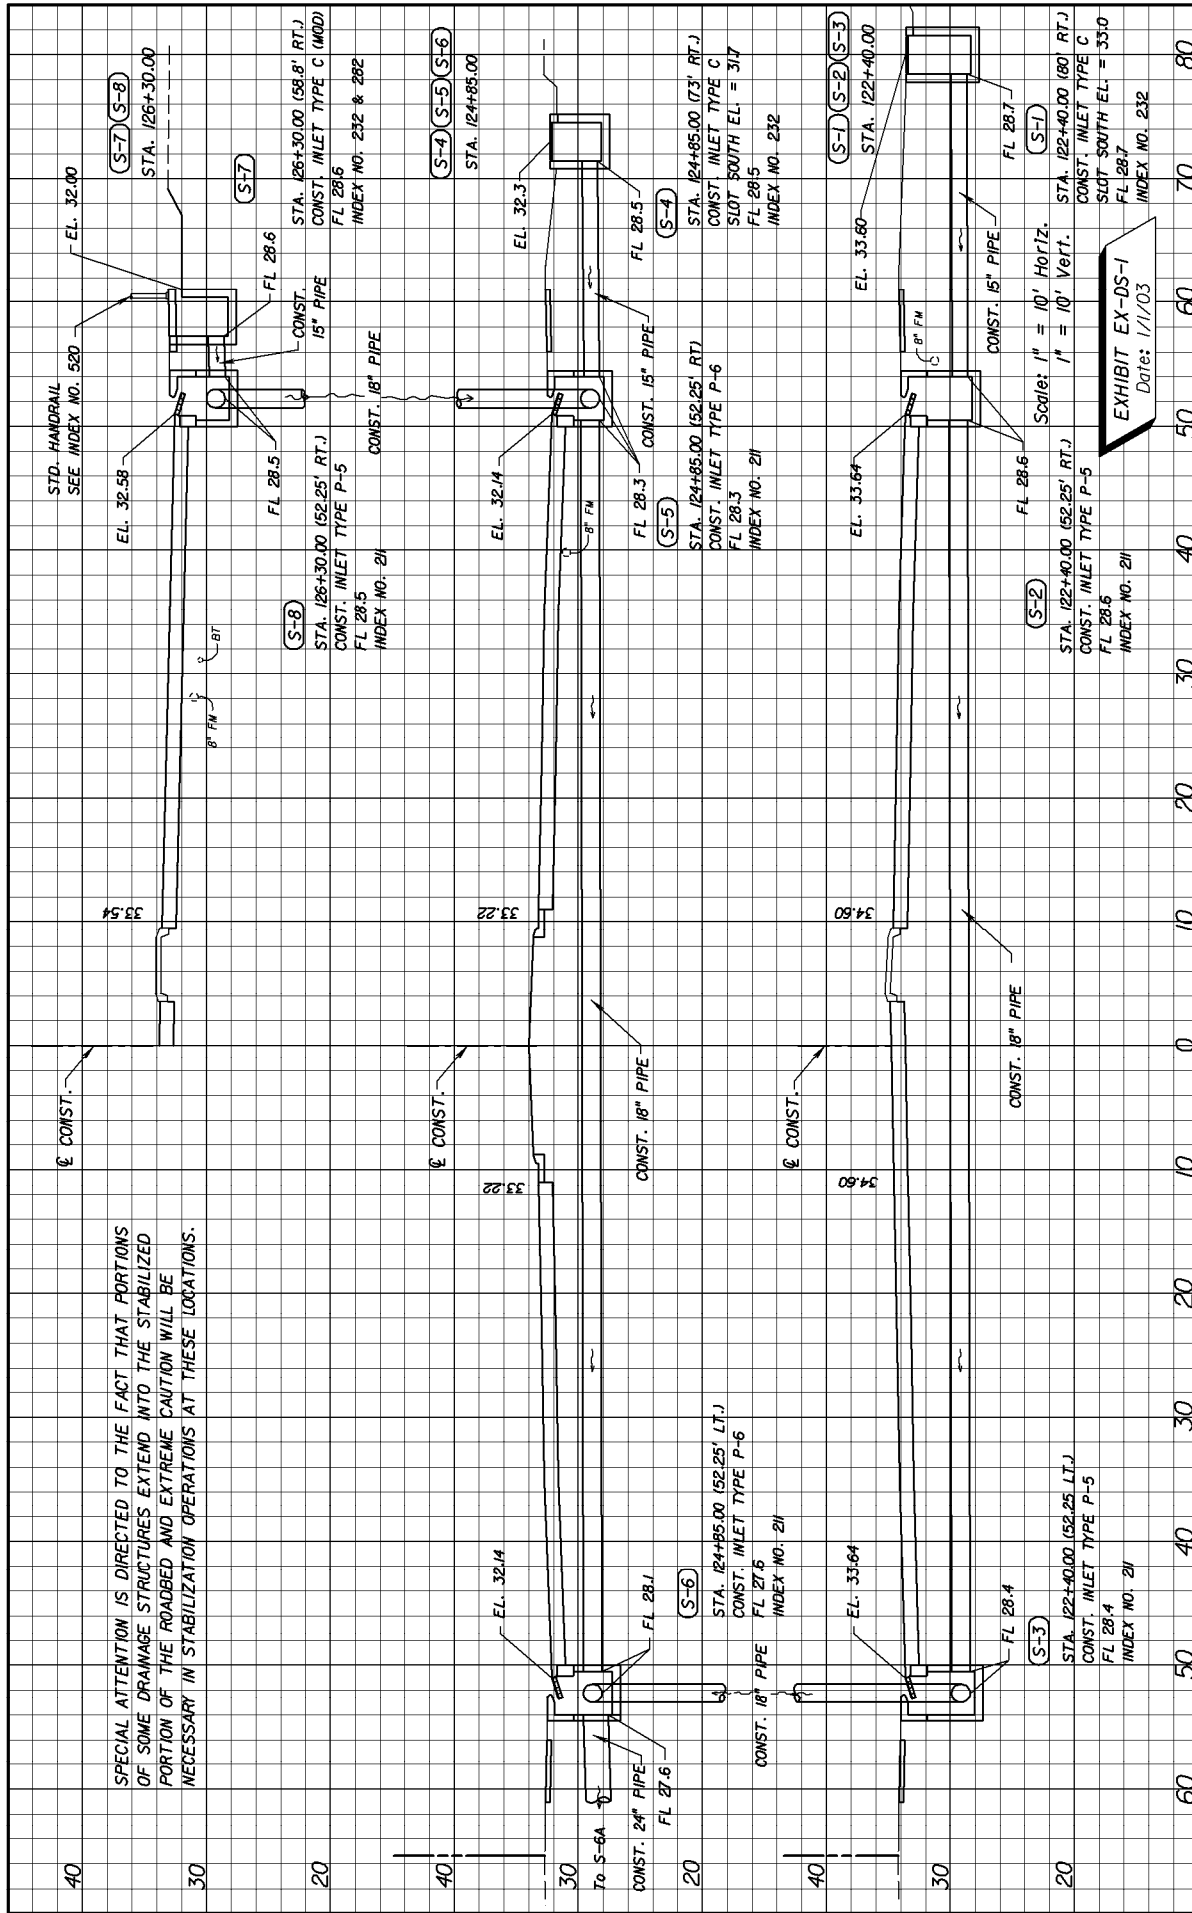 SPECIAL ATTENTION IS DIRECTED TO THE FACT THAT PORTIONS
OF SOME DRAINAGE STRUCTURES EXTEND INTO THE STABILIZED
PORTION OF THE ROADBED AND EXTREME CAUTION WILL BE
NECESSARY IN STABILIZATION OPERATIONS AT THESE LOCATIONS.
40
30
20
℄ CONST.
33.54
STD. HANDRAIL
SEE INDEX NO. 520
EL. 32.58
EL. 32.00
S-7 S-8
STA. 126+30.00
8" FM
BT
FL 28.5
FL 28.6
CONST.
15" PIPE
S-7
STA. 126+30.00 (58.8' RT.)
CONST. INLET TYPE C (MOD)
FL 28.6
INDEX NO. 232 & 282
S-8
STA. 126+30.00 (52.25' RT.)
CONST. INLET TYPE P-5
FL 28.5
INDEX NO. 211
CONST. 18" PIPE
40
30
20
℄ CONST.
33.22
33.22
EL. 32.14
EL. 32.14
EL. 32.3
S-4 S-5 S-6
STA. 124+85.00
To S-6A
CONST. 24" PIPE
FL 27.6
FL 28.1
CONST. 18" PIPE
8" FM
FL 28.3
CONST. 15" PIPE
FL 28.5
S-6
STA. 124+85.00 (52.25' LT.)
CONST. INLET TYPE P-6
FL 27.6
INDEX NO. 211
S-5
STA. 124+85.00 (52.25' RT)
CONST. INLET TYPE P-6
FL 28.3
INDEX NO. 211
S-4
STA. 124+85.00 (73' RT.)
CONST. INLET TYPE C
SLOT SOUTH EL. = 31.7
FL 28.5
INDEX NO. 232
CONST. 18" PIPE
40
30
20
℄ CONST.
34.60
34.60
EL. 33.64
EL. 33.64
EL. 33.60
S-1 S-2 S-3
STA. 122+40.00
8" FM
FL 28.4
CONST. 18" PIPE
FL 28.6
CONST. 15" PIPE
FL 28.7
S-3
STA. 122+40.00 (52.25 LT.)
CONST. INLET TYPE P-5
FL 28.4
INDEX NO. 211
S-2
STA. 122+40.00 (52.25' RT.)
CONST. INLET TYPE P-5
FL 28.6
INDEX NO. 211
S-1
STA. 122+40.00 (80' RT.)
CONST. INLET TYPE C
SLOT SOUTH EL. = 33.0
FL 28.7
INDEX NO. 232
Scale: 1" = 10' Horiz.
1" = 10' Vert.
EXHIBIT EX-DS-1
Date: 1/1/03
60 50 40 30 20 10 0 10 20 30 40 50 60 70 80